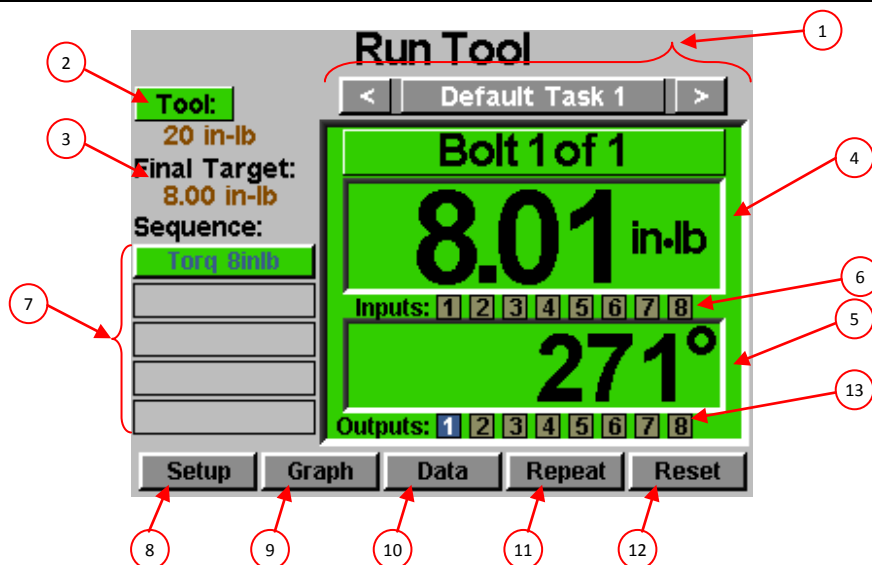 Run Tool
1
2
Tool:
< Default Task 1 >
20 in-lb
3
Final Target:
8.00 in-lb
Bolt 1 of 1
4
8.01 in•lb
Sequence:
Torq 8inlb
Inputs: 1 2 3 4 5 6 7 8
6
7
271°
5
Outputs: 1 2 3 4 5 6 7 8
13
Setup Graph Data Repeat Reset
8 9 10 11 12